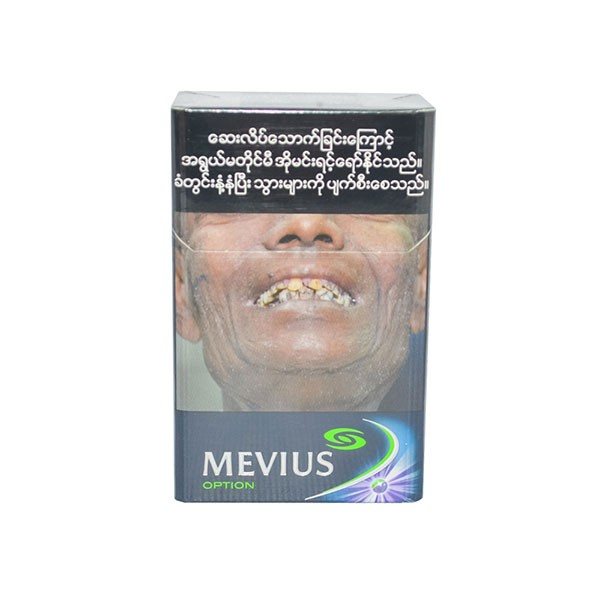 ဆေးလိပ်သောက်ခြင်းကြောင့်
အရွယ်မတိုင်မီ အိုမင်းရင့်ရော်နိုင်သည်။
ခံတွင်းနံ့နံပြီး သွားများကို ပျက်စီးစေသည်။
MEVIUS
OPTION